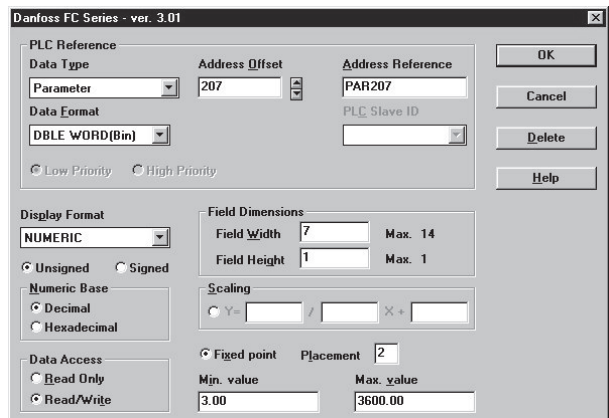 Danfoss FC Series - ver. 3.01
PLC Reference
Data Type
Address Offset
Address Reference
Parameter
207
PAR207
Data Format
PLC Slave ID
DBLE WORD(Bin)
Low Priority
High Priority
OK
Cancel
Delete
Help
Display Format
NUMERIC
Unsigned
Signed
Numeric Base
Decimal
Hexadecimal
Data Access
Read Only
Read/Write
Field Dimensions
Field Width 7 Max. 14
Field Height 1 Max. 1
Scaling
Y= / X +
Fixed point Placement 2
Min. value
Max. value
3.00
3600.00